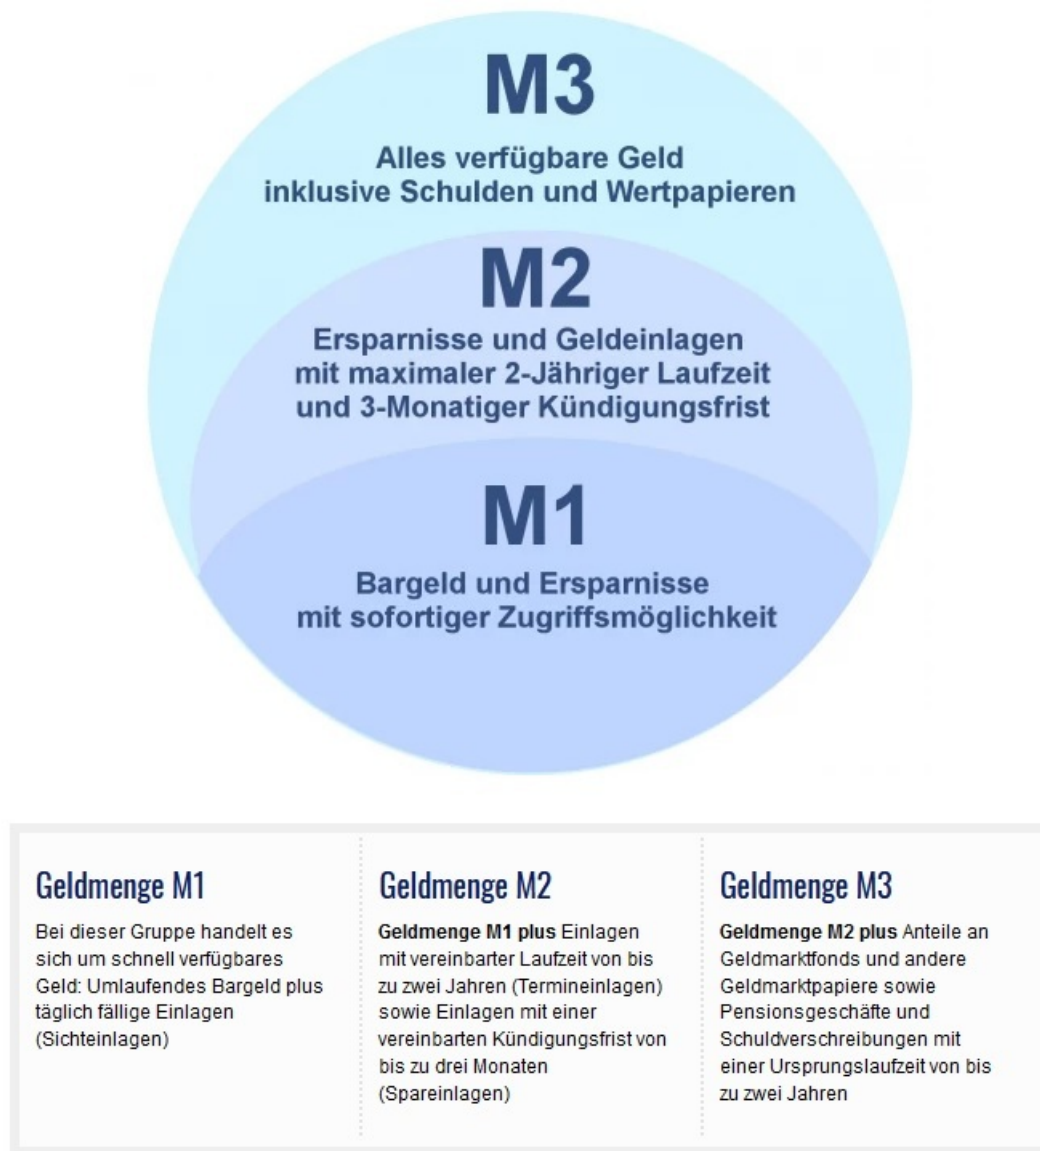 M3
Alles verfügbare Geld
inklusive Schulden und Wertpapieren
M2
Ersparnisse und Geldeinlagen
mit maximaler 2-Jähriger Laufzeit
und 3-Monatiger Kündigungsfrist
M1
Bargeld und Ersparnisse
mit sofortiger Zugriffsmöglichkeit
Geldmenge M1
Bei dieser Gruppe handelt es
sich um schnell verfügbares
Geld: Umlaufendes Bargeld plus
täglich fällige Einlagen
(Sichteinlagen)
Geldmenge M2
Geldmenge M1 plus Einlagen
mit vereinbarter Laufzeit von bis
zu zwei Jahren (Termineinlagen)
sowie Einlagen mit einer
vereinbarten Kündigungsfrist von
bis zu drei Monaten
(Spareinlagen)
Geldmenge M3
Geldmenge M2 plus Anteile an
Geldmarktfonds und andere
Geldmarktpapiere sowie
Pensionsgeschäfte und
Schuldverschreibungen mit
einer Ursprungslaufzeit von bis
zu zwei Jahren